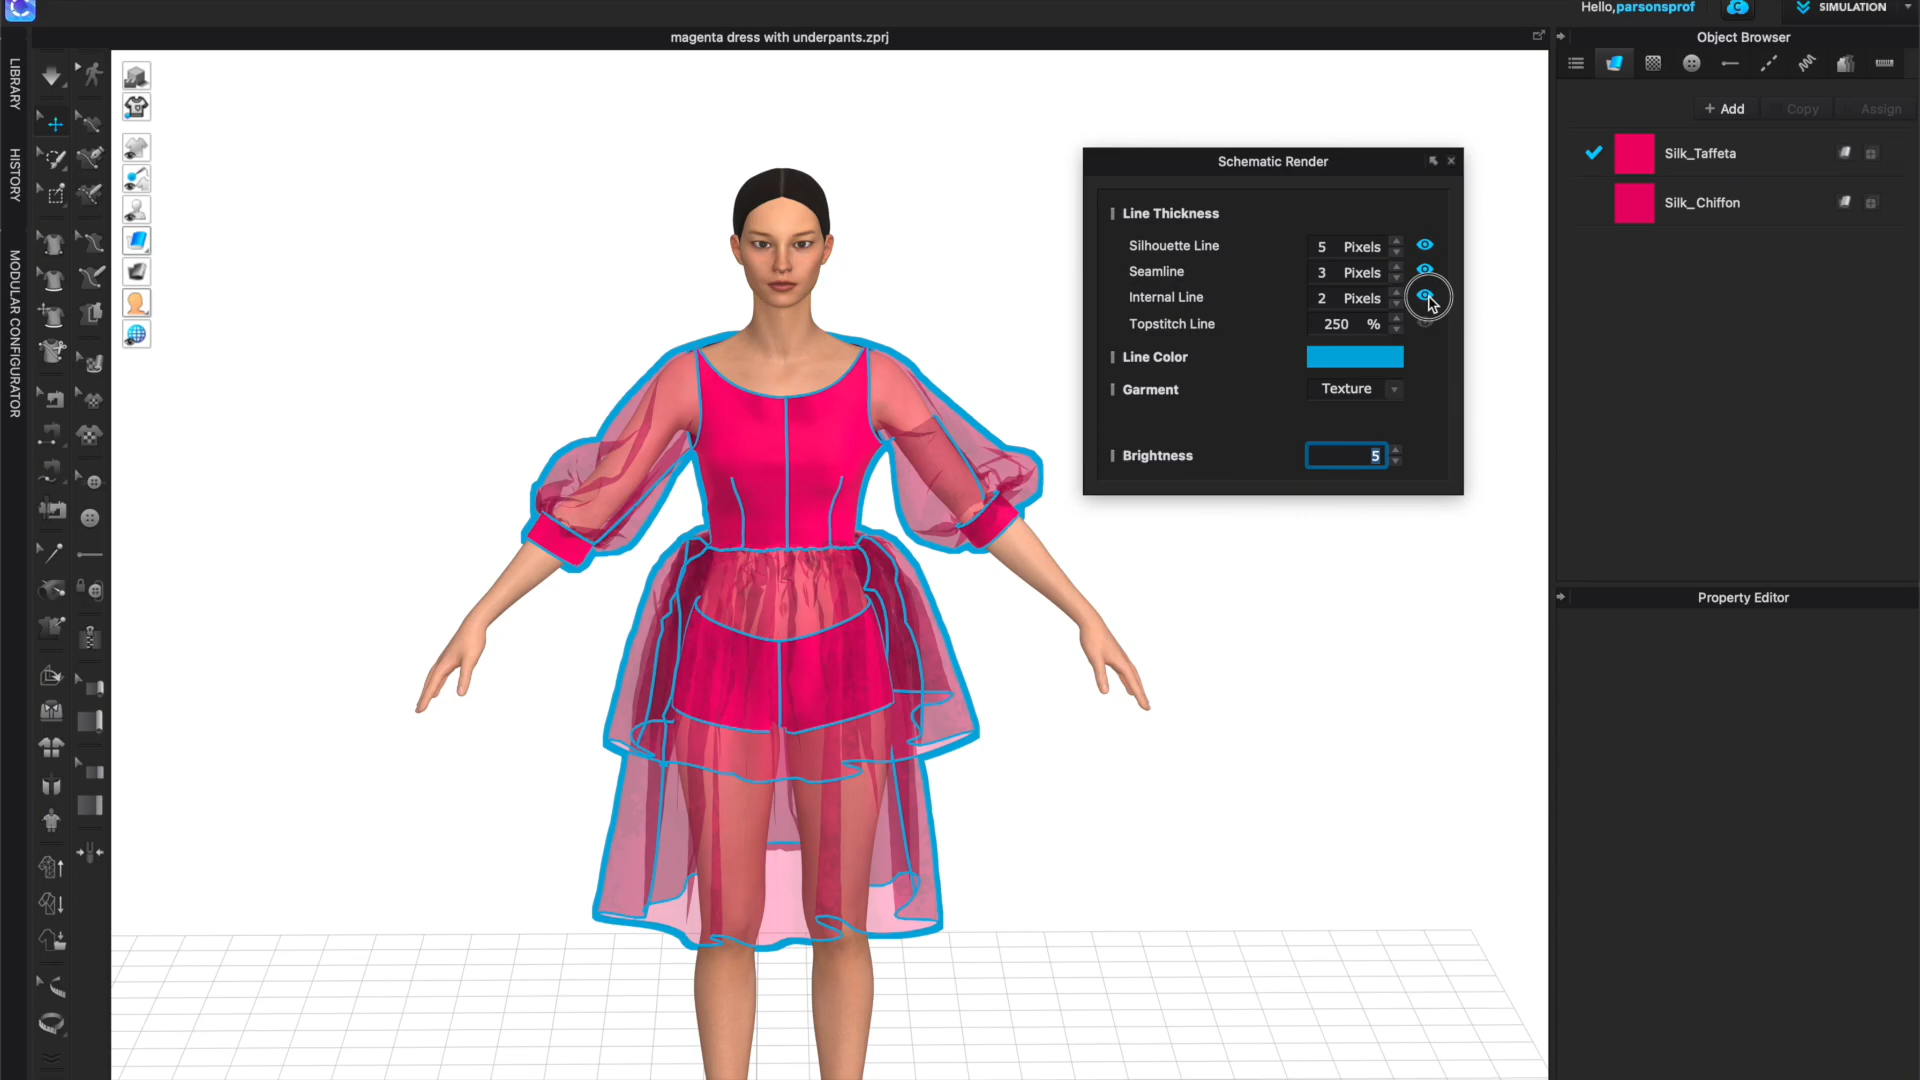 Hello,parsonsprof
SIMULATION
magenta dress with underpants.zprj
Object Browser
LIBRARY
HISTORY
MODULAR CONFIGURATOR
+ Add
Copy
Assign
Silk_Taffeta
Silk_Chiffon
Schematic Render
Line Thickness
Silhouette Line 5 Pixels
Seamline 3 Pixels
Internal Line 2 Pixels
Topstitch Line 250 %
Line Color
Garment Texture
Brightness 5
Property Editor